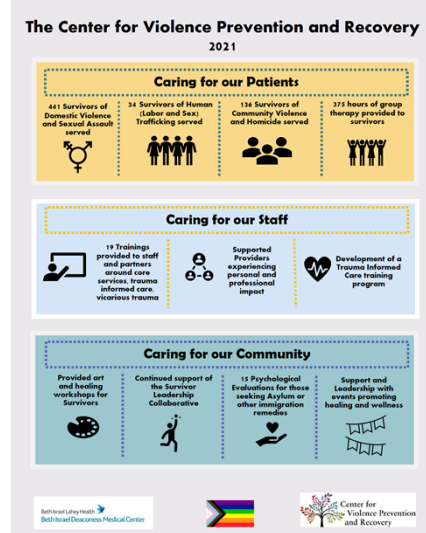 The Center for Violence Prevention and Recovery
2021
Caring for our Patients
441 Survivors of
Domestic Violence
and Sexual Assault
served
34 Survivors of Human
(Labor and Sex)
Trafficking served
136 Survivors of
Community Violence
and Homicide served
375 hours of group
therapy provided to
survivors
Caring for our Staff
19 Trainings
provided to staff
and partners
around core
services, trauma
informed care,
vicarious trauma
Supported
Providers
experiencing
personal and
professional
impact
Development of a
Trauma Informed
Care training
program
Caring for our Community
Provided art
and healing
workshops for
Survivors
Continued support of
the Survivor
Leadership
Collaborative
15 Psychological
Evaluations for those
seeking Asylum or
other immigration
remedies
Support and
Leadership with
events promoting
healing and wellness
Beth Israel Lahey Health
Beth Israel Deaconess Medical Center
Center for
Violence Prevention
and Recovery